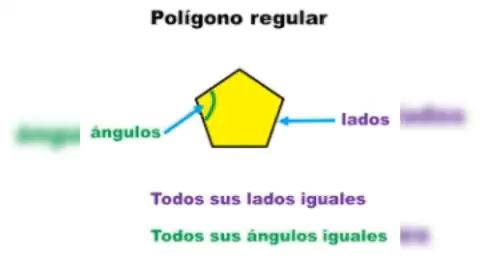 Polígono regular
ángulos
lados
Todos sus lados iguales
Todos sus ángulos iguales